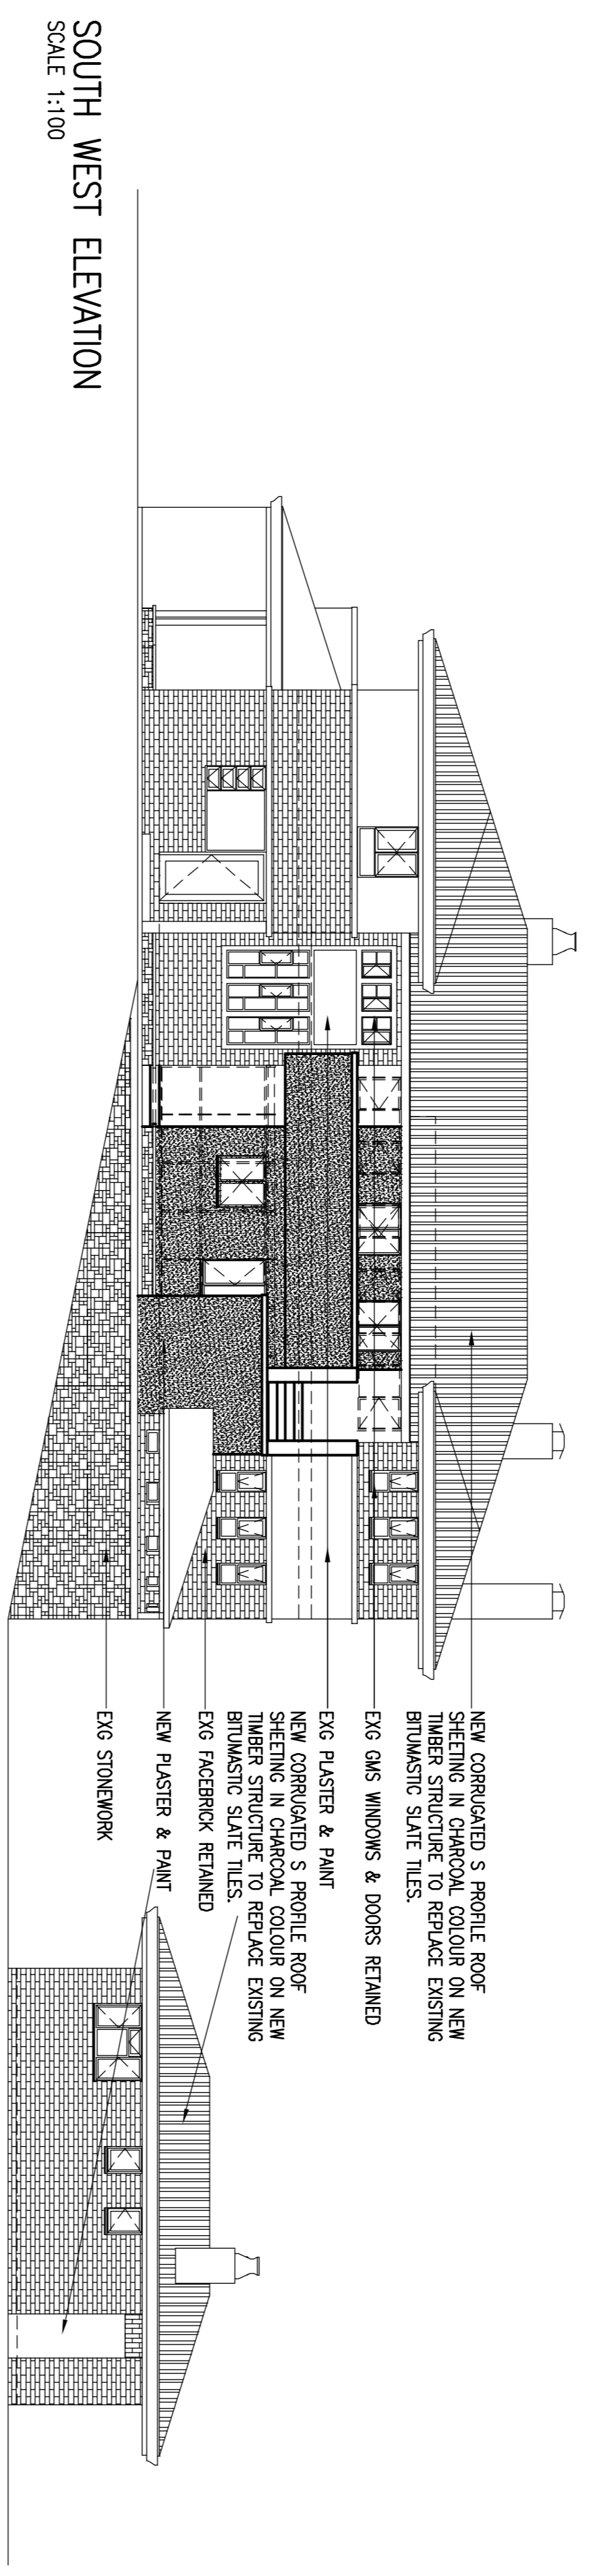 NEW CORRUGATED S PROFILE ROOF
SHEETING IN CHARCOAL COLOUR ON NEW
TIMBER STRUCTURE TO REPLACE EXISTING
BITUMASTIC SLATE TILES.
EXG GMS WINDOWS & DOORS RETAINED
EXG PLASTER & PAINT
NEW CORRUGATED S PROFILE ROOF
SHEETING IN CHARCOAL COLOUR ON NEW
TIMBER STRUCTURE TO REPLACE EXISTING
BITUMASTIC SLATE TILES.
EXG FACEBRICK RETAINED
NEW PLASTER & PAINT
EXG STONEWORK
SOUTH WEST ELEVATION
SCALE 1:100